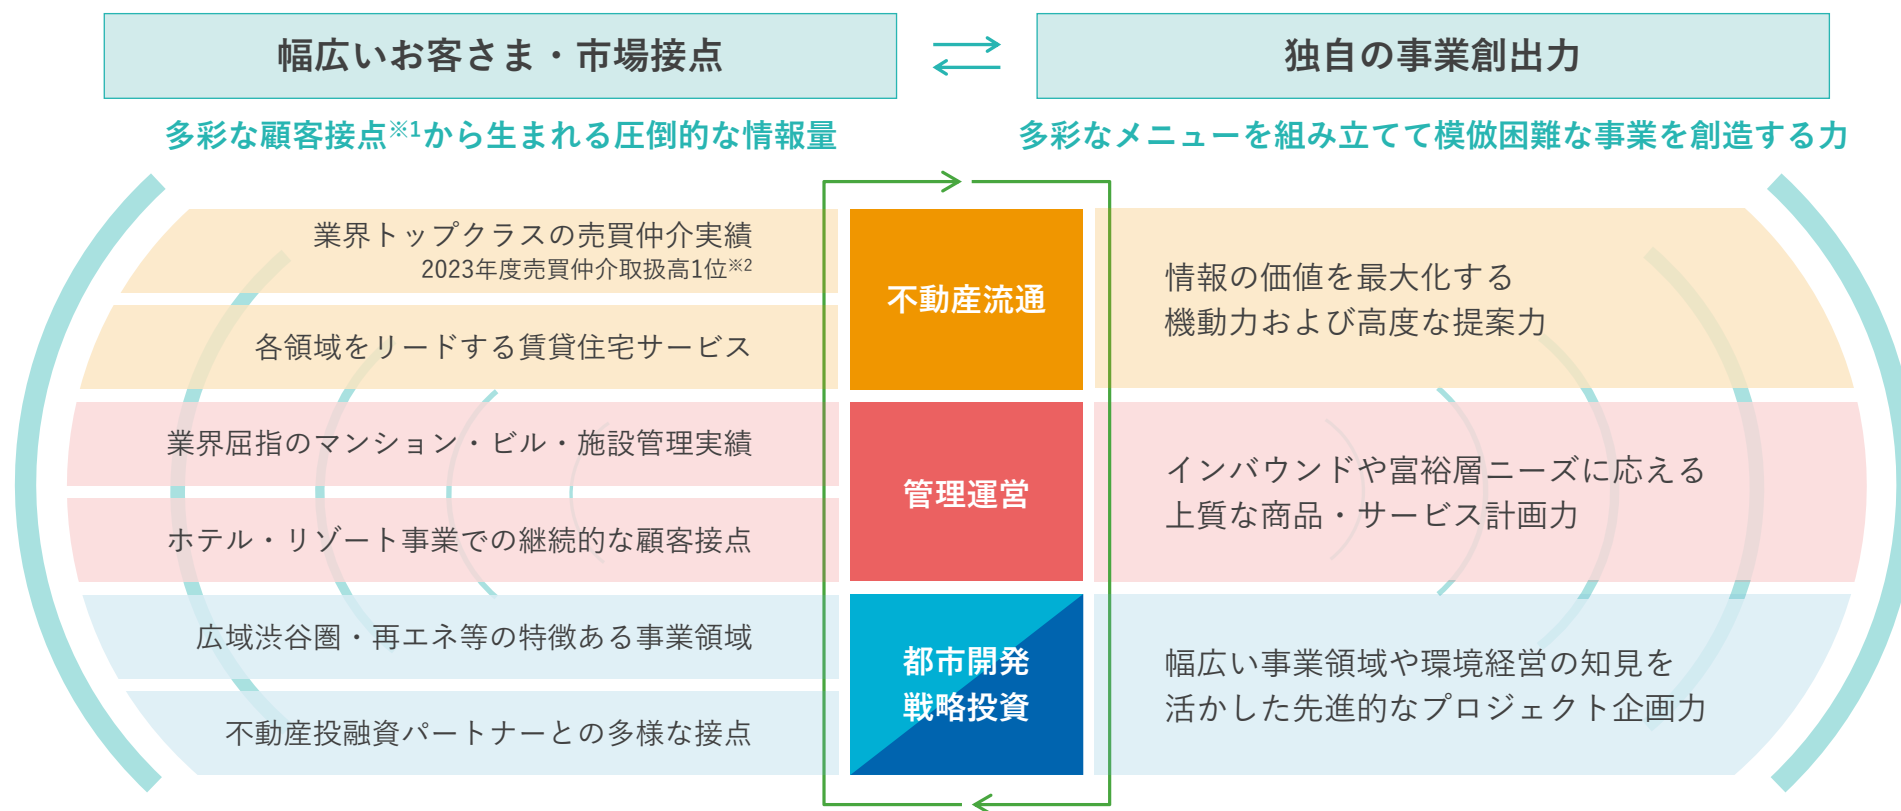 幅広いお客さま・市場接点
独自の事業創出力
多彩な顧客接点※1から生まれる圧倒的な情報量
多彩なメニューを組み立てて模倣困難な事業を創造する力
業界トップクラスの売買仲介実績
2023年度売買仲介取扱高1位※2
各領域をリードする賃貸住宅サービス
不動産流通
情報の価値を最大化する
機動力および高度な提案力
業界屈指のマンション・ビル・施設管理実績
ホテル・リゾート事業での継続的な顧客接点
管理運営
インバウンドや富裕層ニーズに応える
上質な商品・サービス計画力
広域渋谷圏・再エネ等の特徴ある事業領域
不動産投融資パートナーとの多様な接点
都市開発
戦略投資
幅広い事業領域や環境経営の知見を
活かした先進的なプロジェクト企画力